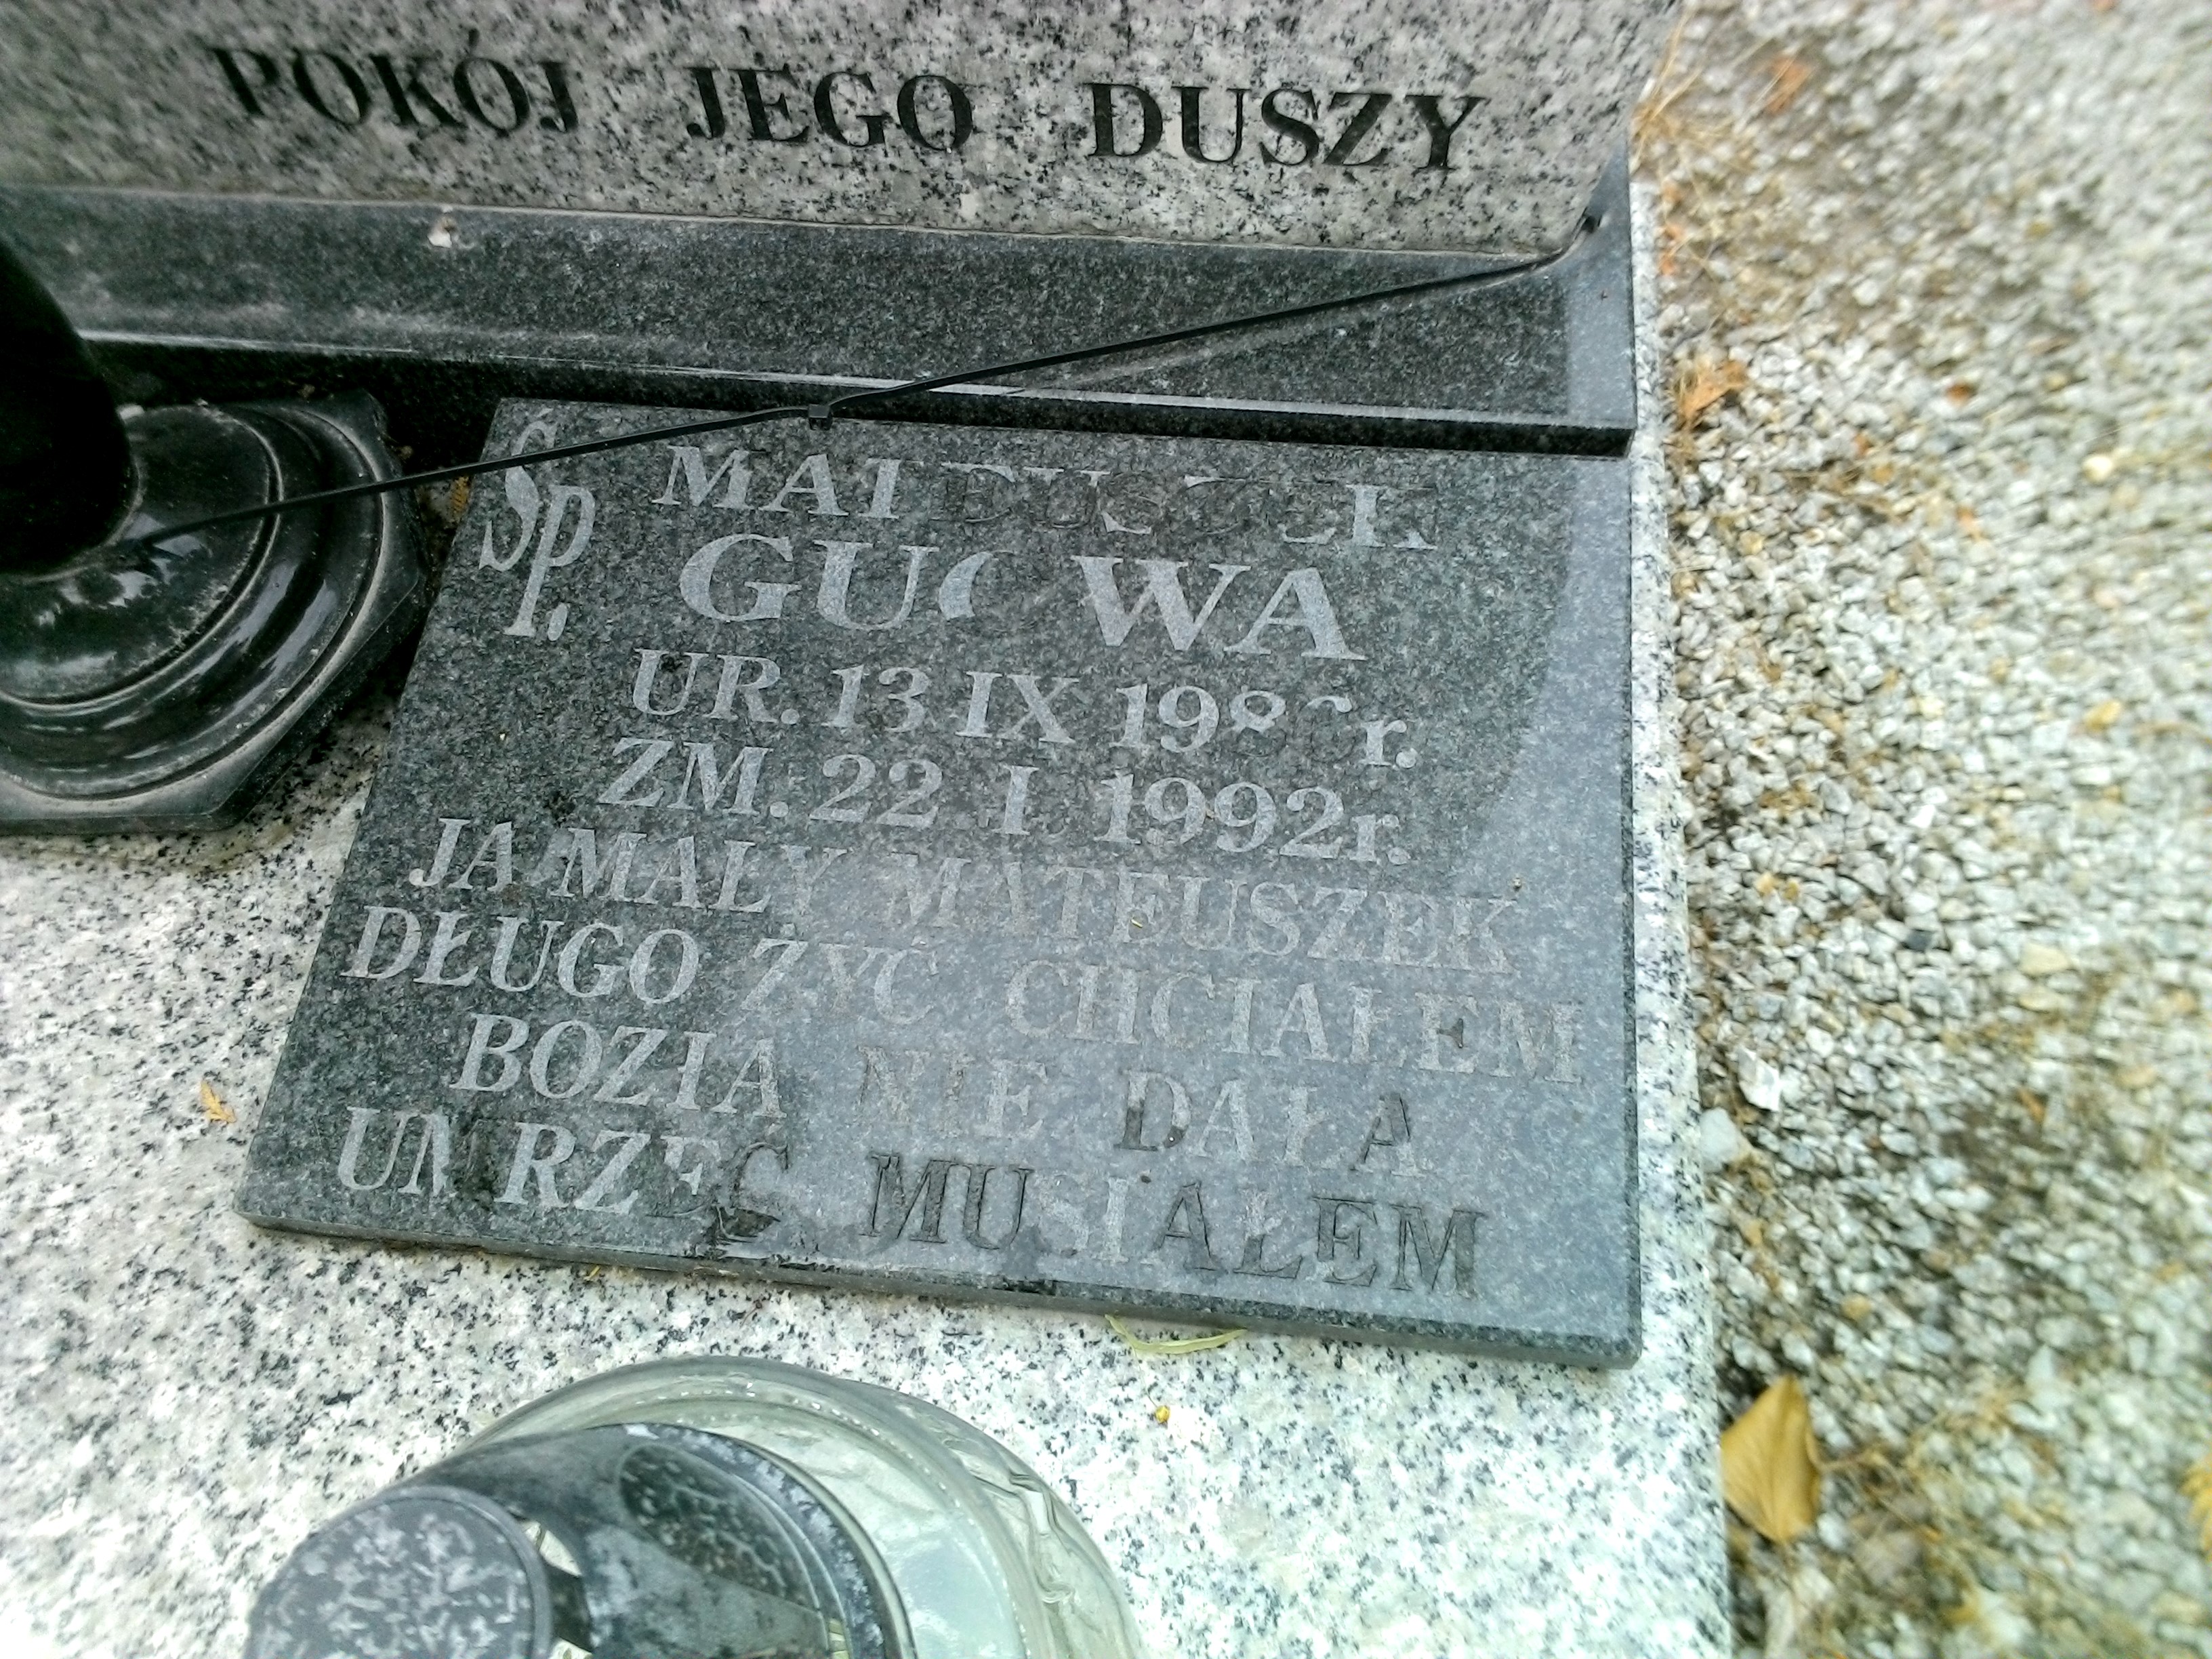 POKÓJ JEGO DUSZY
Śp. MATEUSZEK
UR. 13 IX r.
ZM. 22 I 1992r.
JA MAŁY MATEUSZEK
DŁUGO ŻYĆ CHCIAŁEM
BOZIA NIE DAŁA
UMRZEĆ MUSIAŁEM